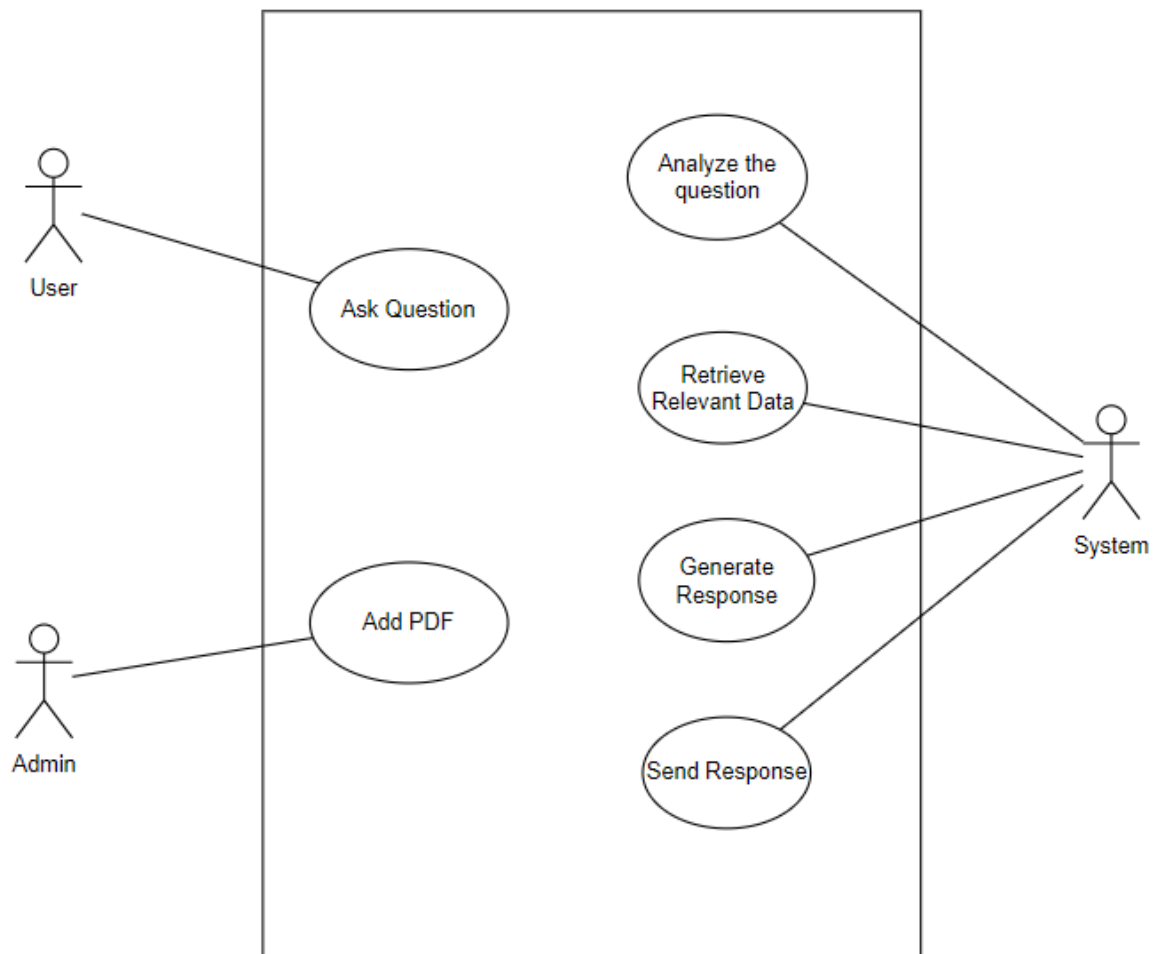 User
Ask Question
Add PDF
Admin
Analyze the
question
Retrieve
Relevant Data
Generate
Response
Send Response
System